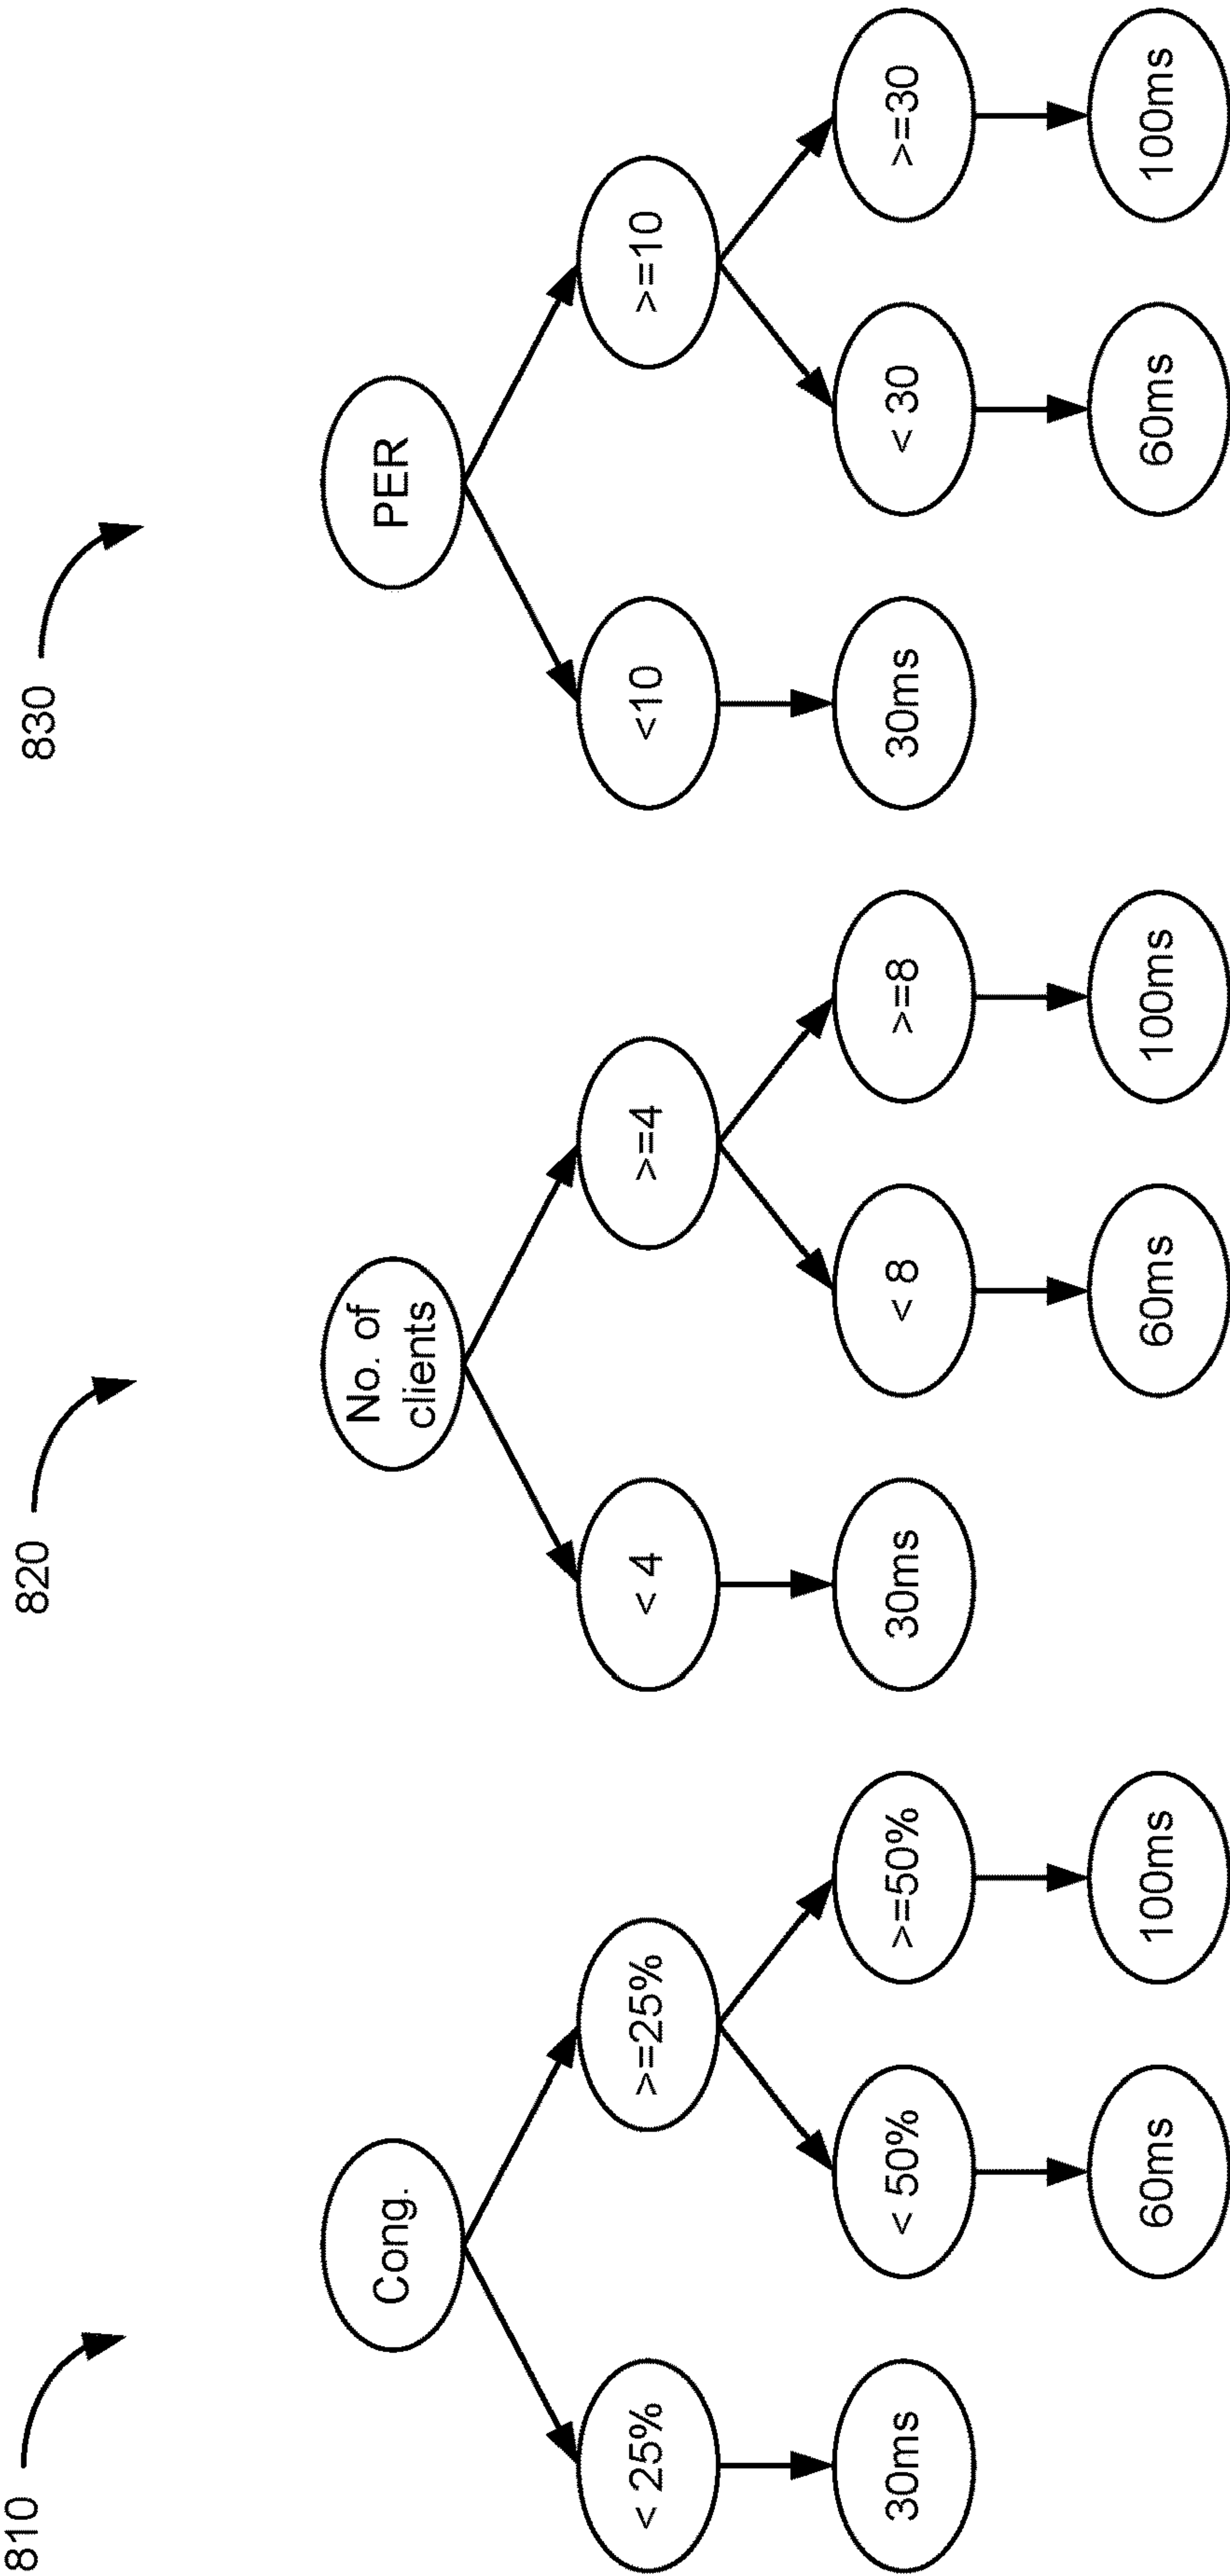 810
Cong.
< 25%
>=25%
30ms
< 50%
>=50%
60ms
100ms
820
No. of
clients
< 4
>=4
30ms
< 8
>=8
60ms
100ms
830
PER
<10
>=10
30ms
< 30
>=30
60ms
100ms